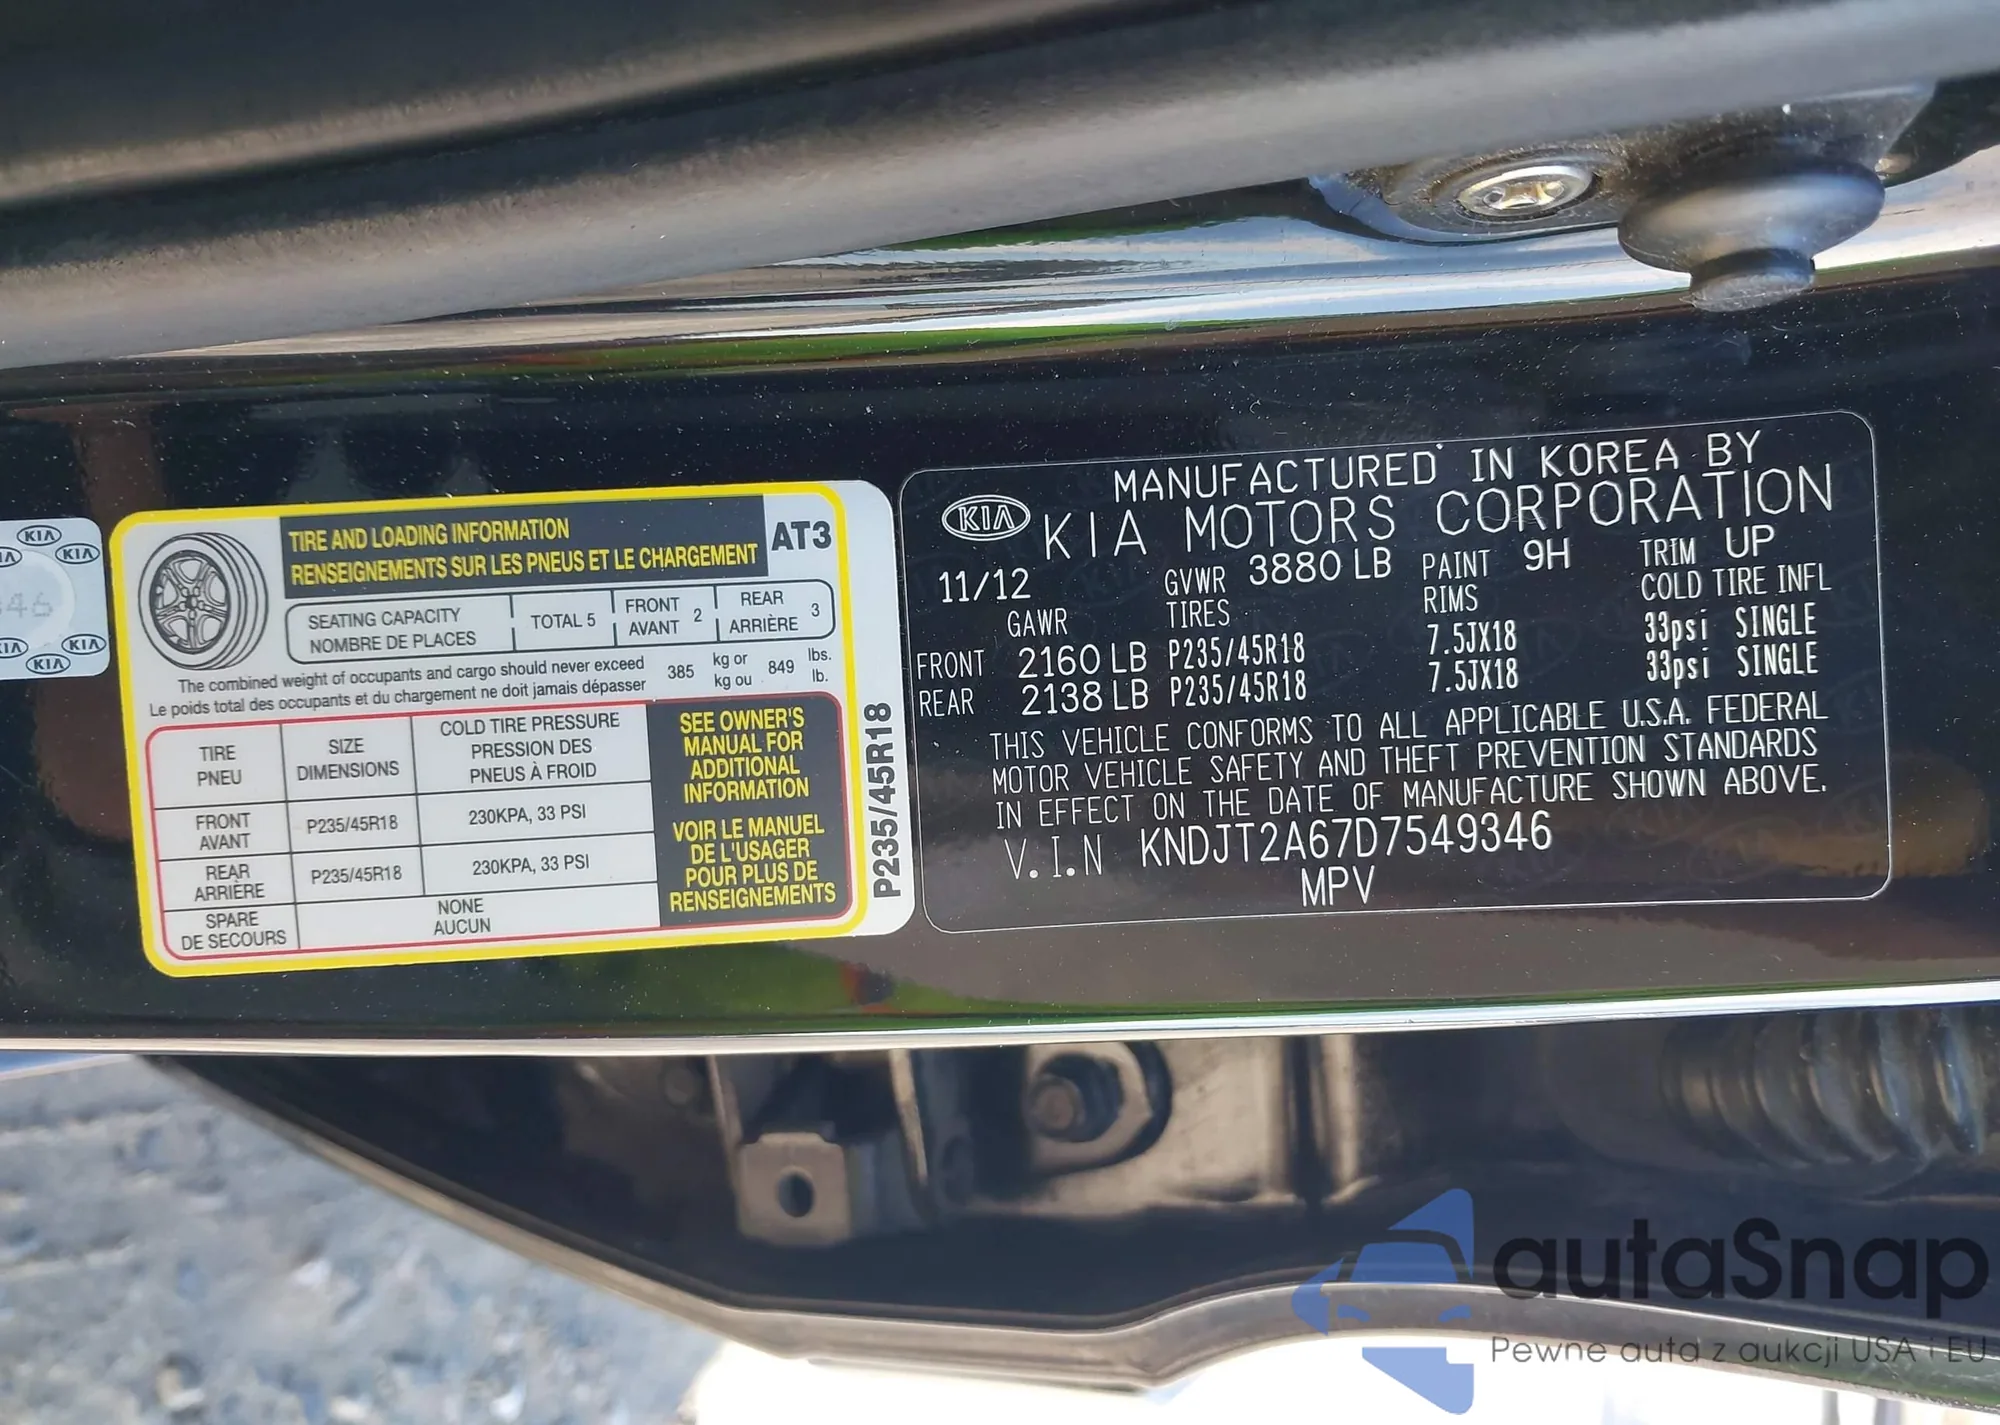 KIA
KIA
KIA
KIA
KIA
KIA
46
TIRE AND LOADING INFORMATION
RENSEIGNEMENTS SUR LES PNEUS ET LE CHARGEMENT
AT3
SEATING CAPACITY
NOMBRE DE PLACES
TOTAL 5
FRONT
AVANT
2
REAR
ARRIÈRE
3
The combined weight of occupants and cargo should never exceed
Le poids total des occupants et du chargement ne doit jamais dépasser
385
kg or
kg ou
849
lbs.
lb.
TIRE
PNEU
SIZE
DIMENSIONS
COLD TIRE PRESSURE
PRESSION DES
PNEUS À FROID
FRONT
AVANT
P235/45R18
230KPA, 33 PSI
REAR
ARRIÈRE
P235/45R18
230KPA, 33 PSI
SPARE
DE SECOURS
NONE
AUCUN
SEE OWNER'S
MANUAL FOR
ADDITIONAL
INFORMATION
VOIR LE MANUEL
DE L'USAGER
POUR PLUS DE
RENSEIGNEMENTS
P235/45R18
KIA
MANUFACTURED IN KOREA BY
KIA MOTORS CORPORATION
11/12 GVWR 3880 LB PAINT 9H TRIM UP
GAWR TIRES RIMS COLD TIRE INFL
FRONT 2160 LB P235/45R18 7.5JX18 33psi SINGLE
REAR 2138 LB P235/45R18 7.5JX18 33psi SINGLE
THIS VEHICLE CONFORMS TO ALL APPLICABLE U.S.A. FEDERAL
MOTOR VEHICLE SAFETY AND THEFT PREVENTION STANDARDS
IN EFFECT ON THE DATE OF MANUFACTURE SHOWN ABOVE.
V.I.N KNDJT2A67D7549346
MPV
autaSnap
Pewne auta z aukcji USA i EU